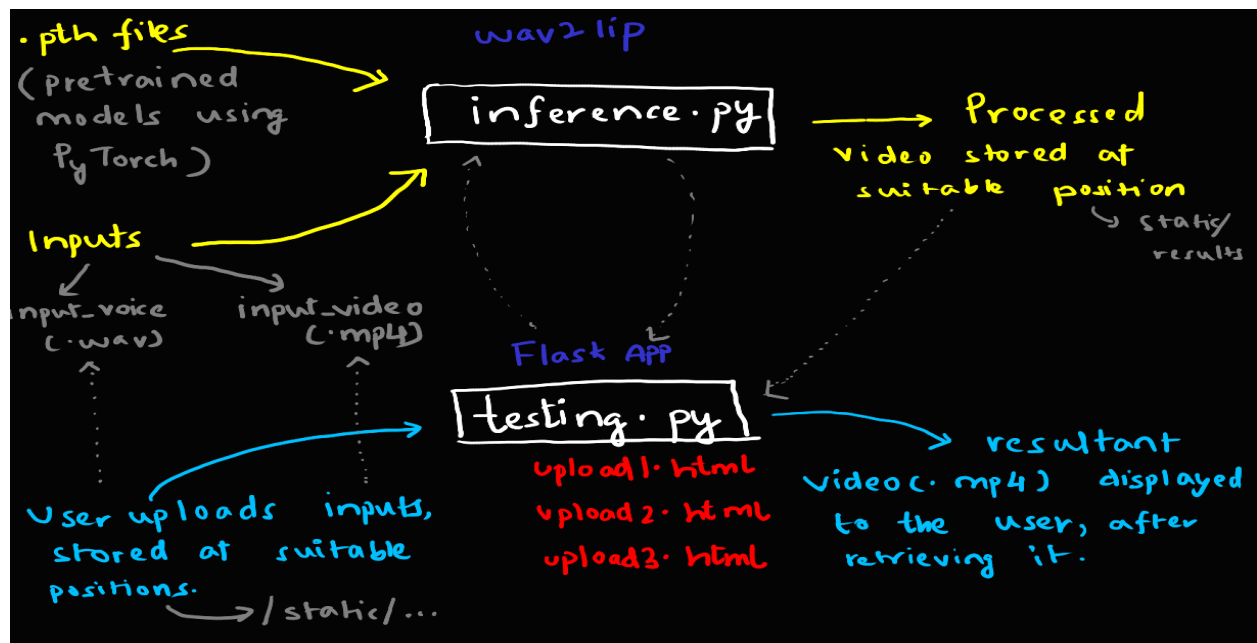 .pth files
(pretrained
models using
PyTorch)
wav2lip
inference.py
Processed
video stored at
suitable position
static/
results
Inputs
input_voice
(.wav)
input_video
(.mp4)
Flask App
testing.py
upload1.html
upload2.html
upload3.html
User uploads inputs,
stored at suitable
positions.
/static/...
resultant
video(.mp4) displayed
to the user, after
retrieving it.